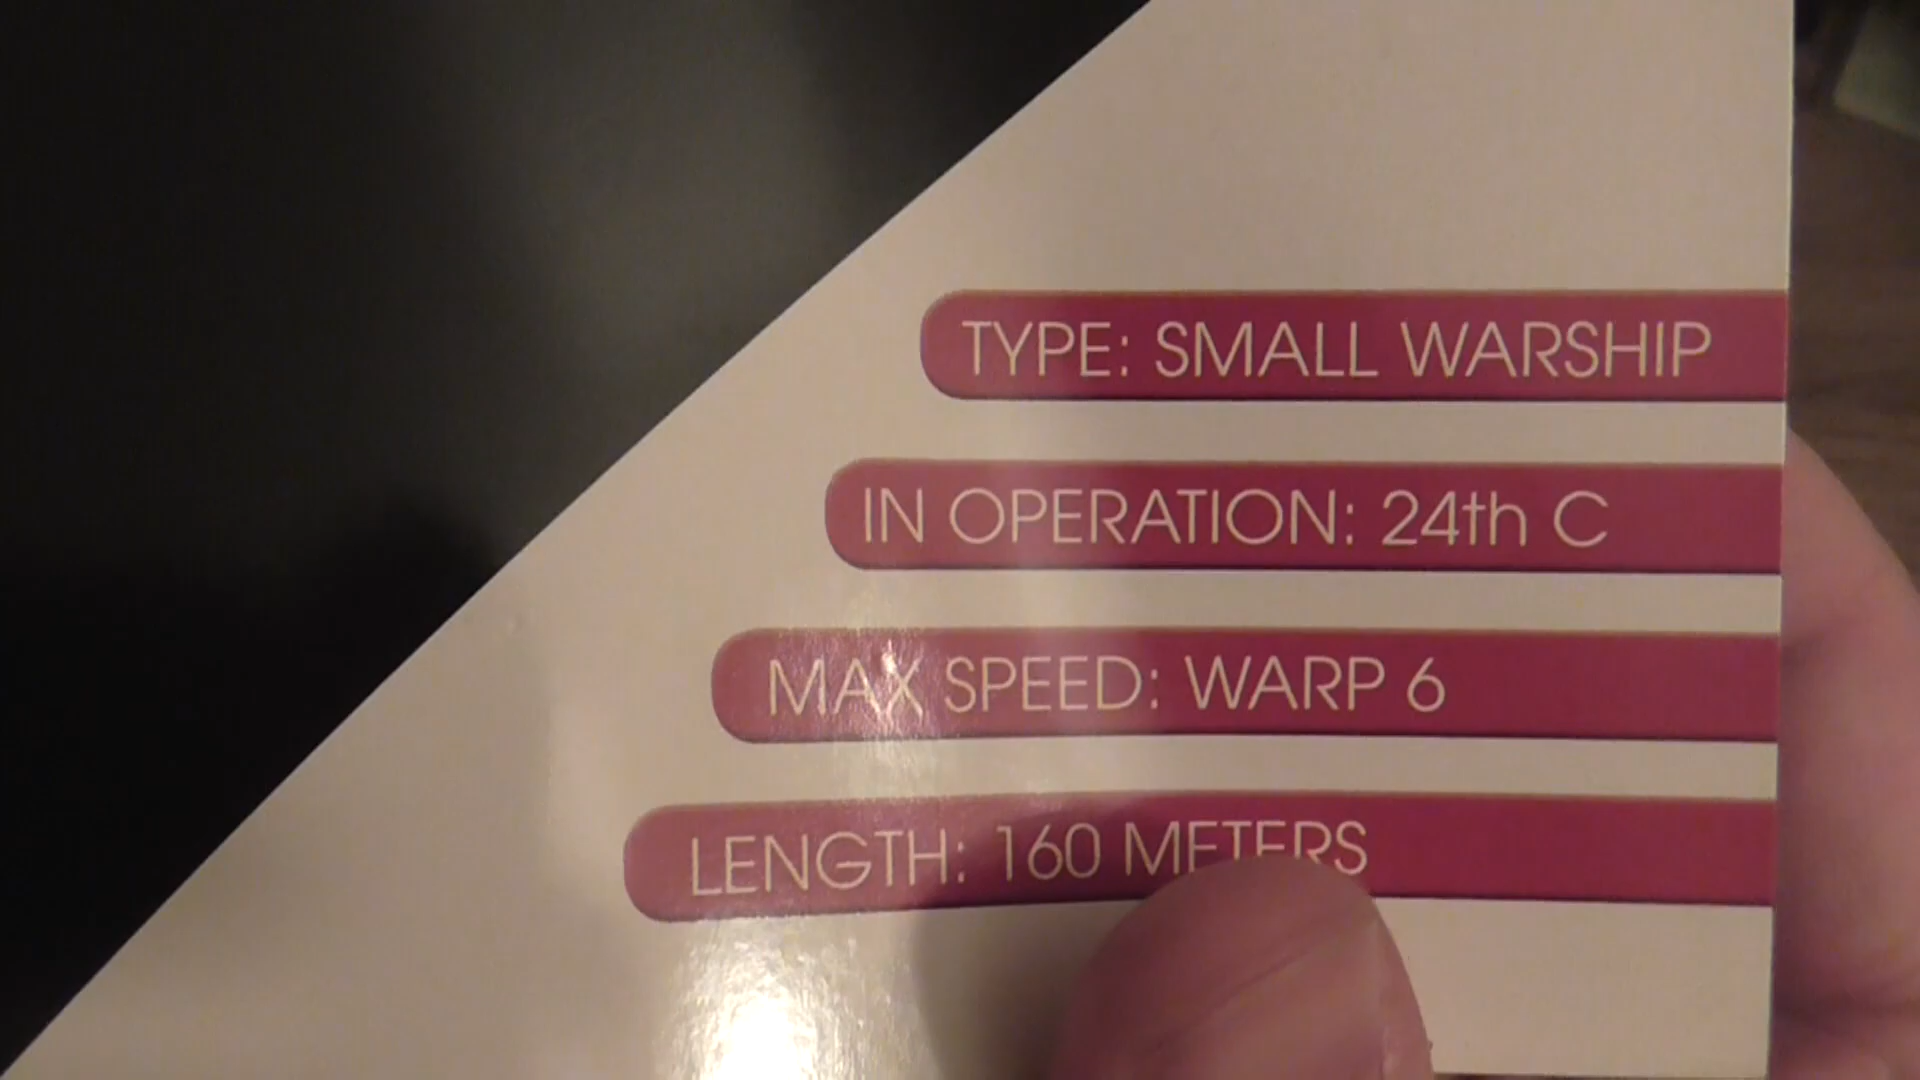 TYPE: SMALL WARSHIP
IN OPERATION: 24th C
MAX SPEED: WARP 6
LENGTH: 160 METERS